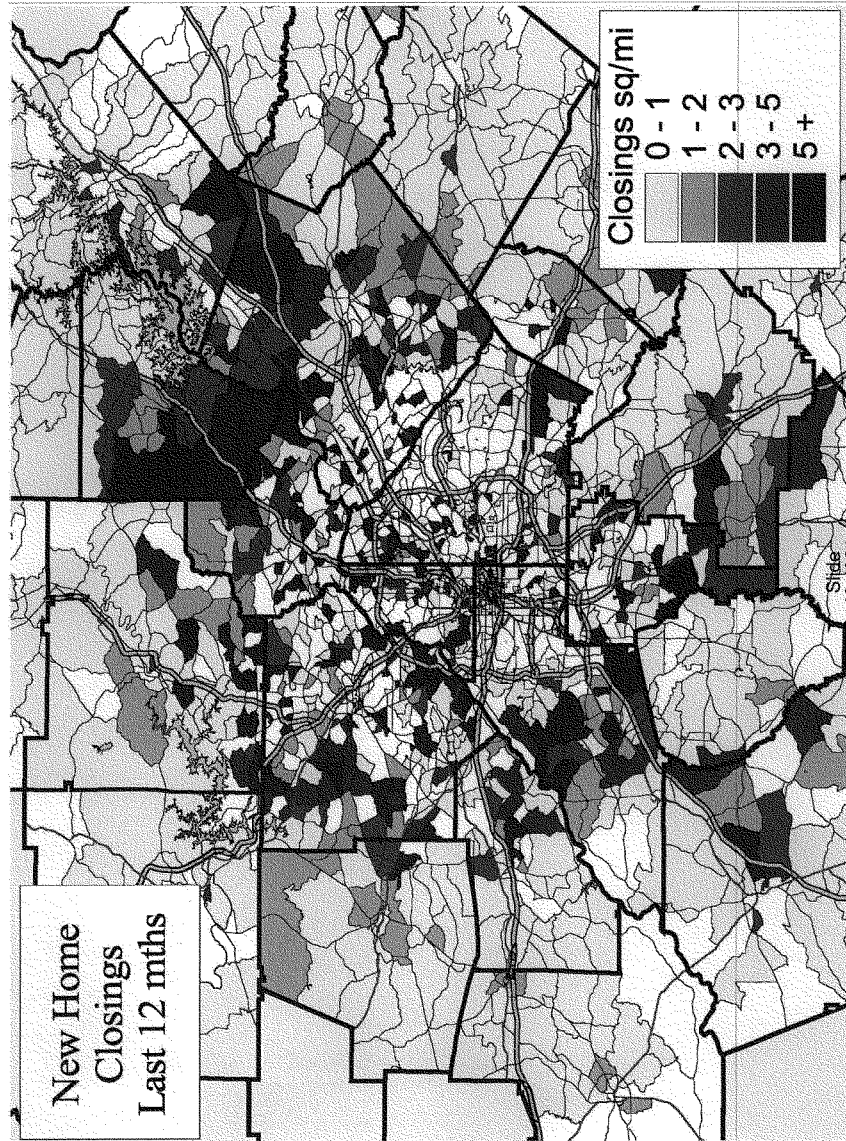 New Home
Closings
Last 12 mths
Closings sq/mi
0 - 1
1 - 2
2 - 3
3 - 5
5 +
Slide